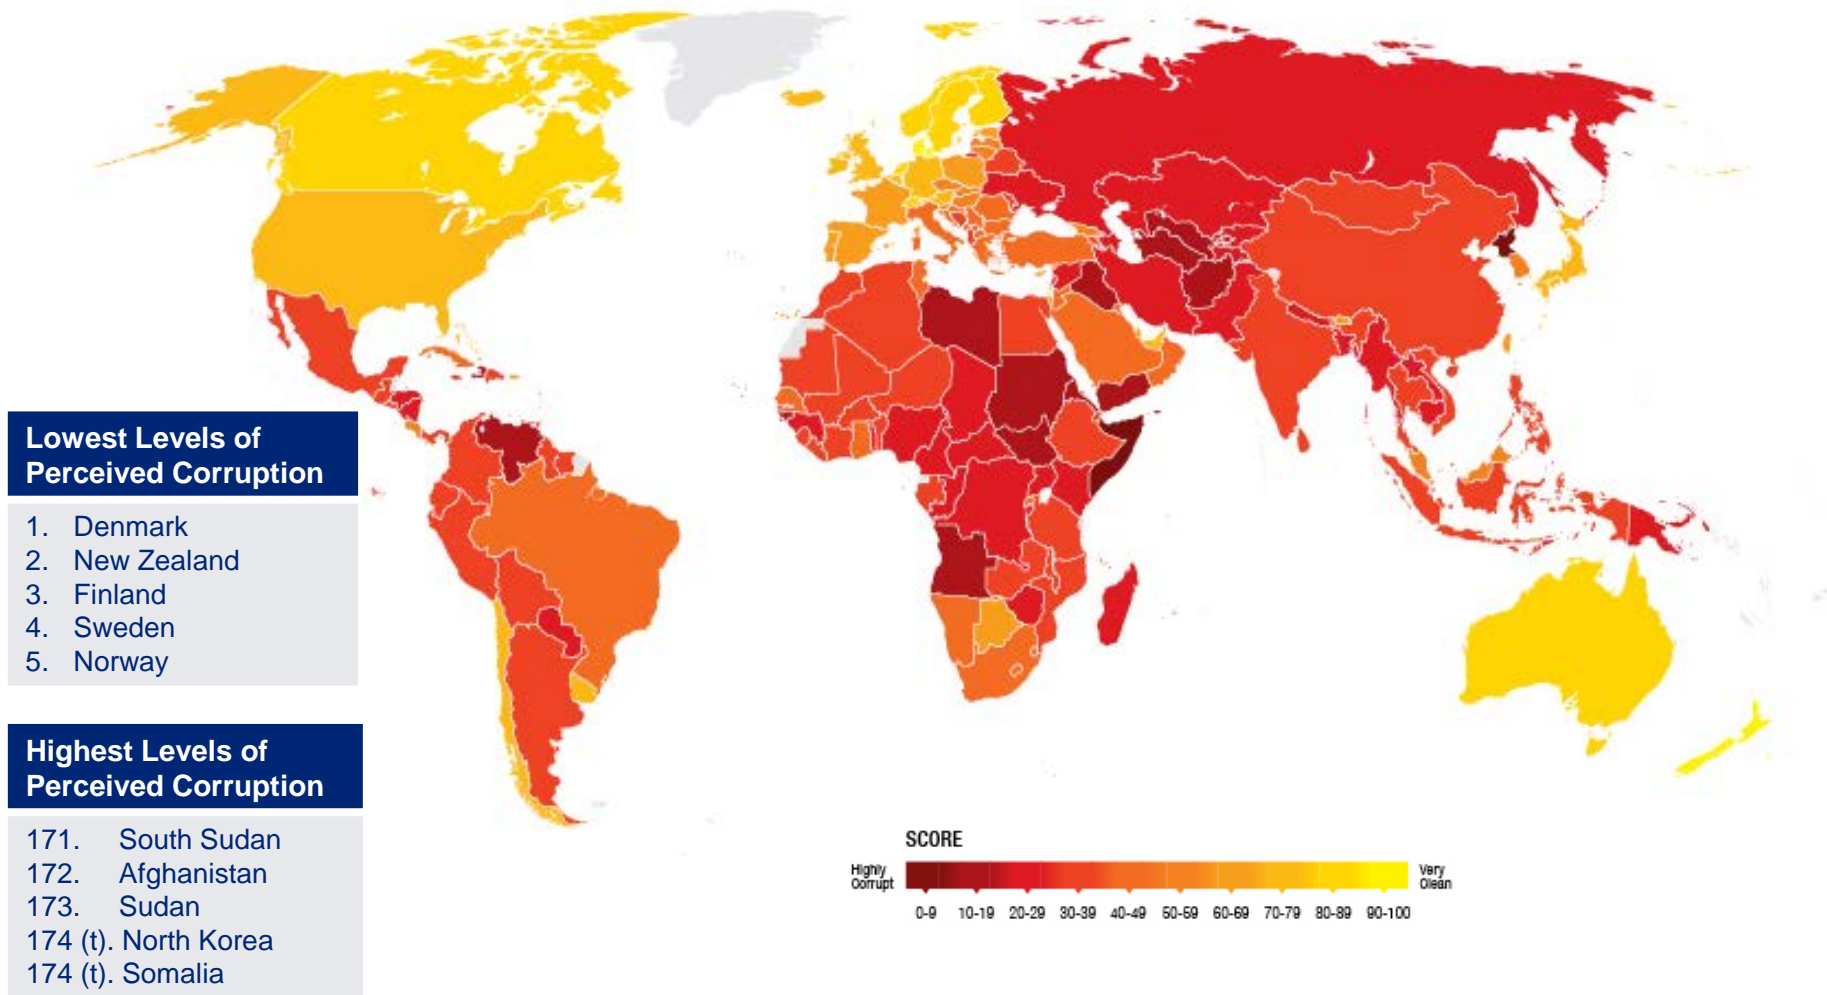 Lowest Levels of
Perceived Corruption
1. Denmark
2. New Zealand
3. Finland
4. Sweden
5. Norway
Highest Levels of
Perceived Corruption
171. South Sudan
172. Afghanistan
173. Sudan
174 (t). North Korea
174 (t). Somalia
SCORE
Highly
Corrupt
Very
Clean
0-9 10-19 20-29 30-39 40-49 50-59 60-69 70-79 80-89 90-100